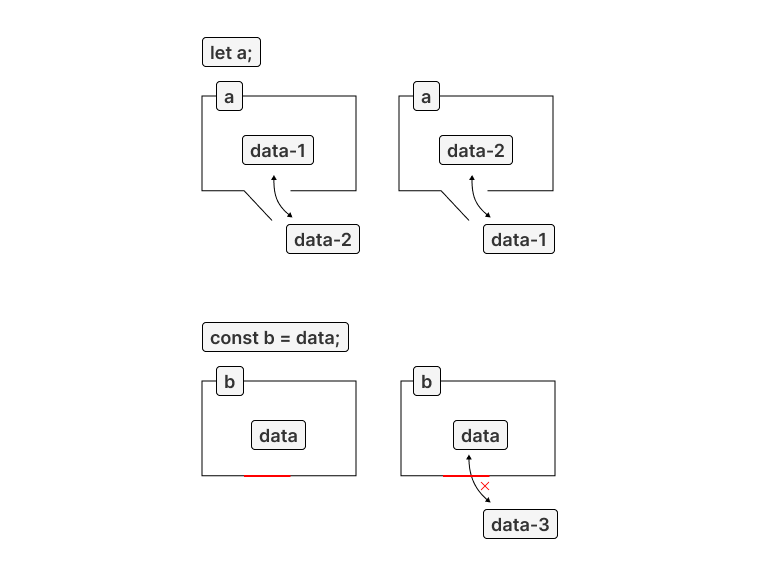 let a;
a
a
data-1
data-2
data-2
data-1
const b = data;
b
b
data
data
data-3